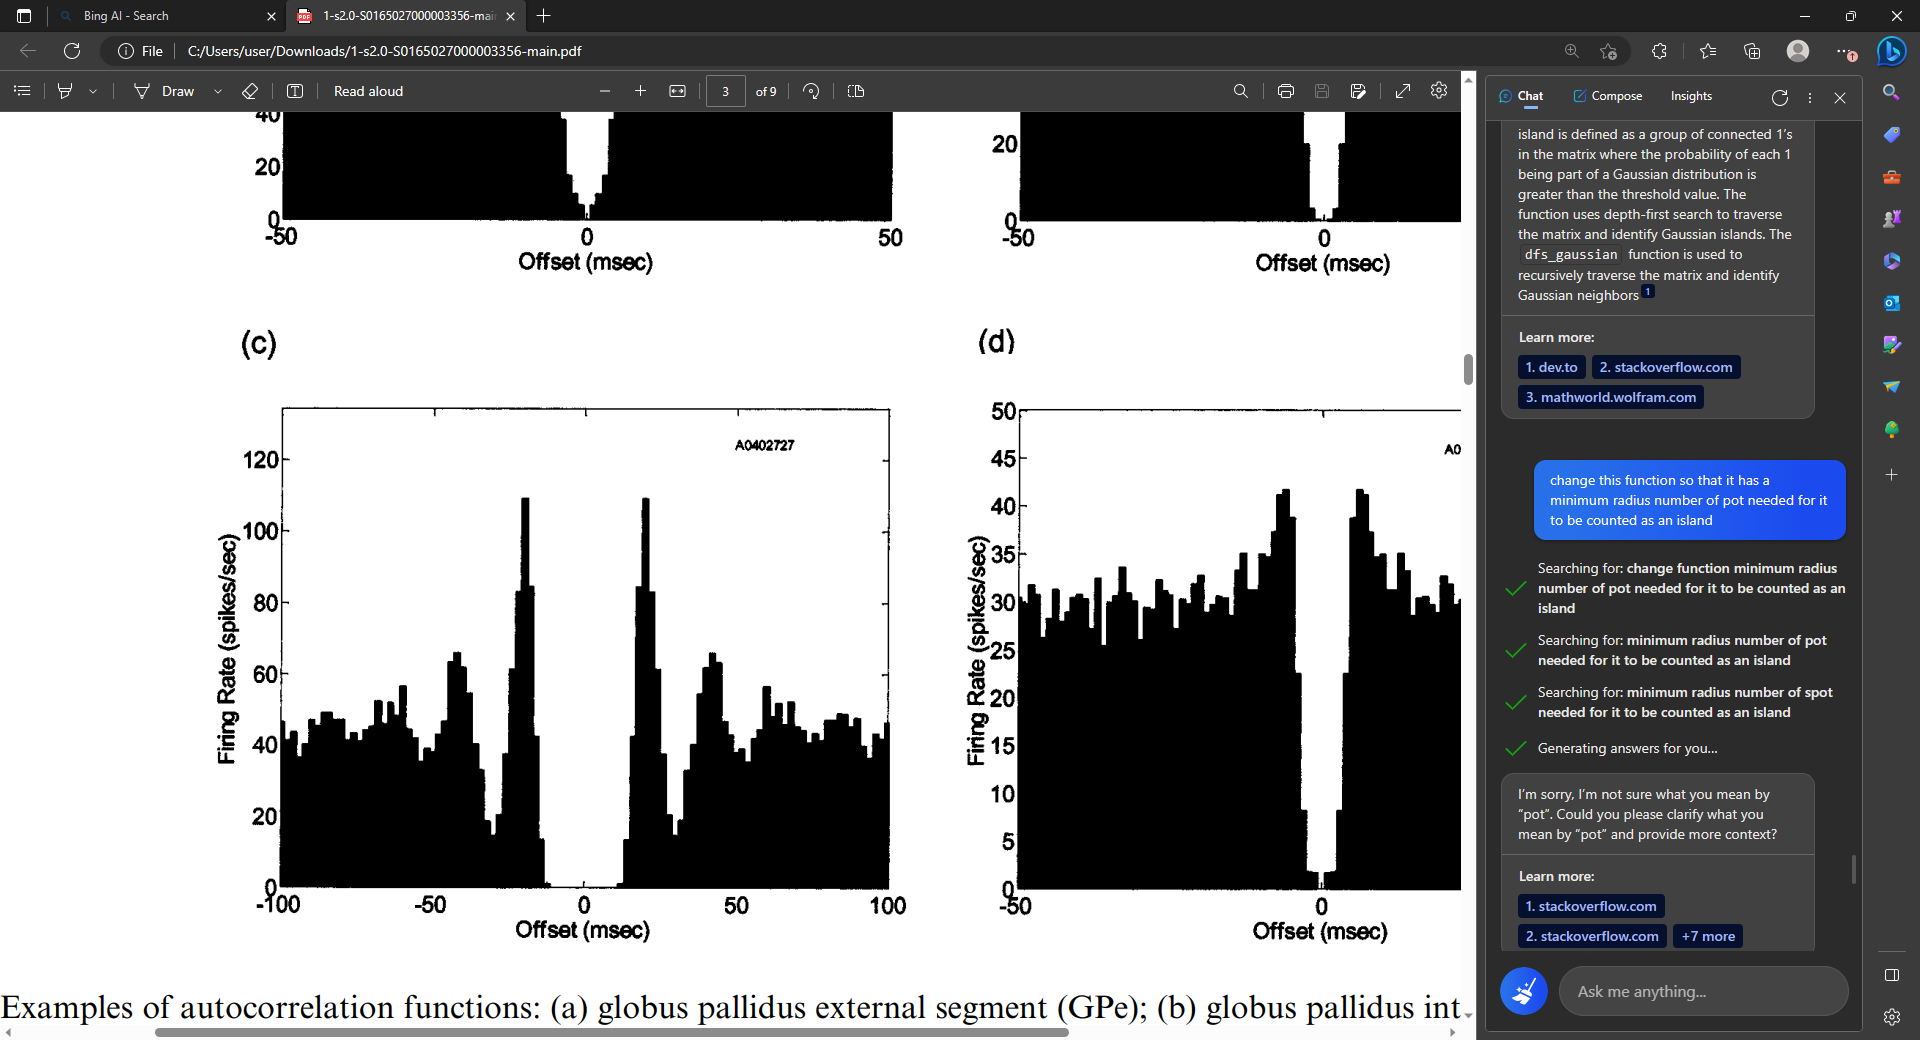 Bing AI - Search
1-s2.0-S0165027000003356-mai
File
C:/Users/user/Downloads/1-s2.0-S0165027000003356-main.pdf
Draw
Read aloud
3
of 9
40
20
0
-50
0
50
Offset (msec)
20
0
-50
0
Offset (msec)
(c)
A0402727
120
100
80
60
40
20
0
Firing Rate (spikes/sec)
-100
-50
0
50
100
Offset (msec)
(d)
A0
50
45
40
35
30
25
20
15
10
5
0
Firing Rate (spikes/sec)
-50
0
Offset (msec)
Examples of autocorrelation functions: (a) globus pallidus external segment (GPe); (b) globus pallidus int
Chat
Compose
Insights
island is defined as a group of connected 1's
in the matrix where the probability of each 1
being part of a Gaussian distribution is
greater than the threshold value. The
function uses depth-first search to traverse
the matrix and identify Gaussian islands. The
dfs_gaussian function is used to
recursively traverse the matrix and identify
Gaussian neighbors 1
Learn more:
1. dev.to
2. stackoverflow.com
3. mathworld.wolfram.com
change this function so that it has a
minimum radius number of pot needed for it
to be counted as an island
Searching for: change function minimum radius
number of pot needed for it to be counted as an
island
Searching for: minimum radius number of pot
needed for it to be counted as an island
Searching for: minimum radius number of spot
needed for it to be counted as an island
Generating answers for you...
I'm sorry, I'm not sure what you mean by
“pot”. Could you please clarify what you
mean by “pot” and provide more context?
Learn more:
1. stackoverflow.com
2. stackoverflow.com
+7 more
Ask me anything...